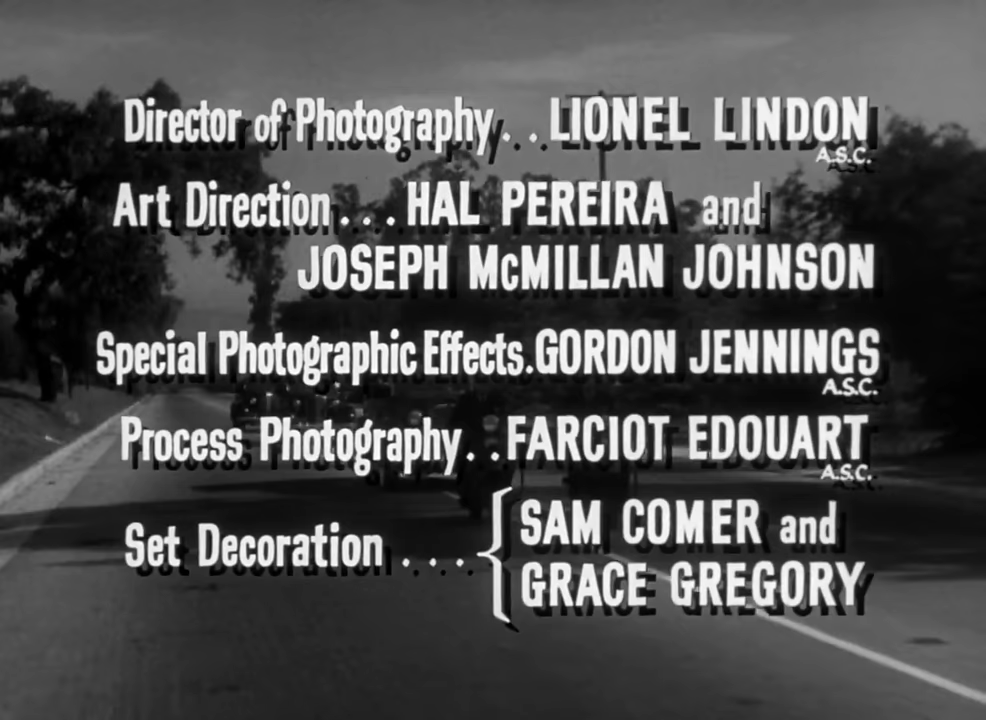 Director of Photography. . LIONEL LINDON
A.S.C.
Art Direction. . . HAL PEREIRA and
JOSEPH McMILLAN JOHNSON
Special Photographic Effects. GORDON JENNINGS
A.S.C.
Process Photography. . FARCIOT EDOUART
A.S.C.
Set Decoration . . . . { SAM COMER and
GRACE GREGORY